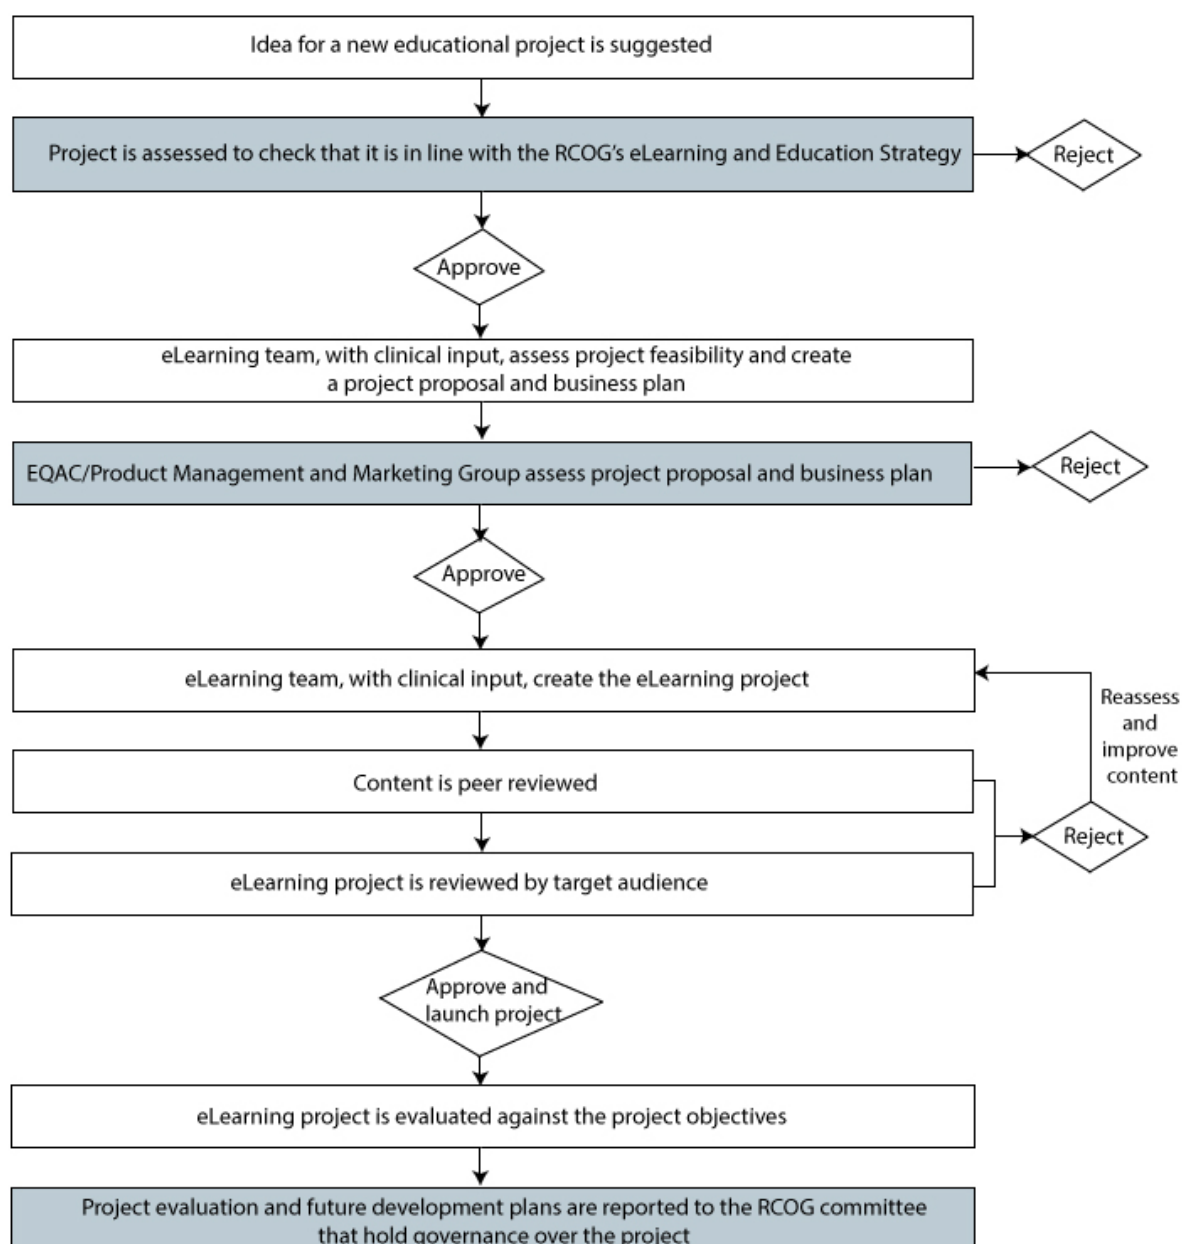 Idea for a new educational project is suggested
Project is assessed to check that it is in line with the RCOG's eLearning and Education Strategy
Reject
Approve
eLearning team, with clinical input, assess project feasibility and create
a project proposal and business plan
EQAC/Product Management and Marketing Group assess project proposal and business plan
Reject
Approve
eLearning team, with clinical input, create the eLearning project
Reassess
and
improve
content
Content is peer reviewed
Reject
eLearning project is reviewed by target audience
Approve and
launch project
eLearning project is evaluated against the project objectives
Project evaluation and future development plans are reported to the RCOG committee
that hold governance over the project